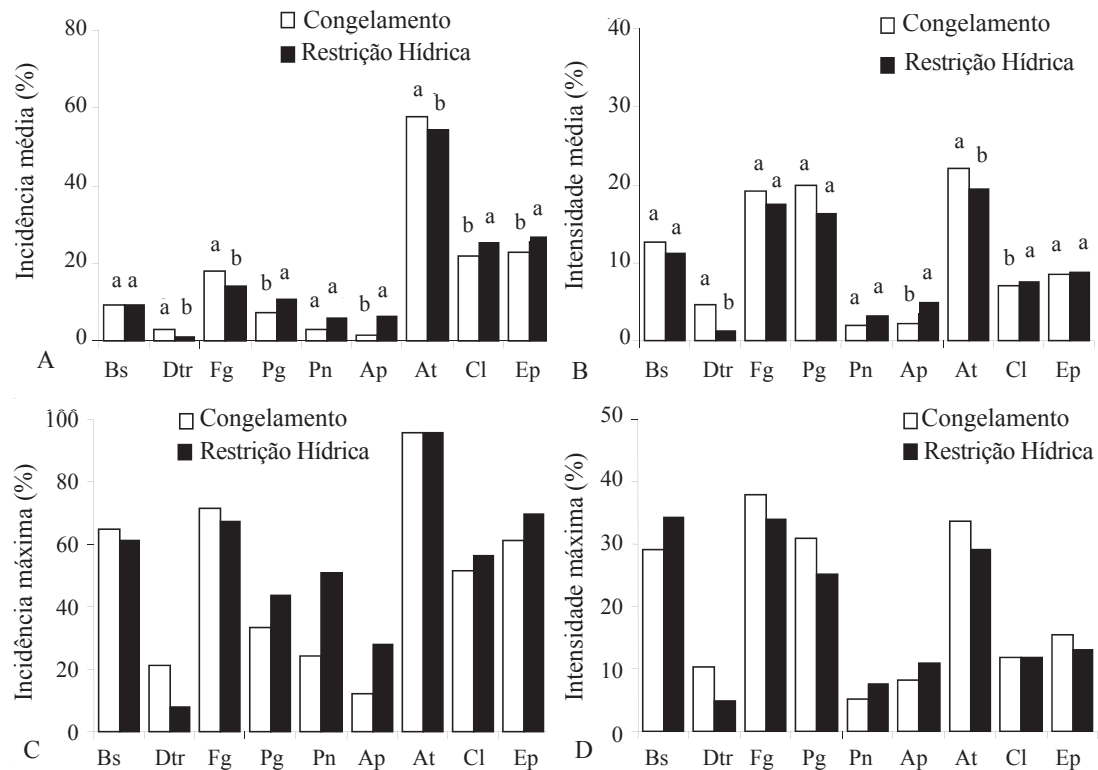 80
60
40
20
0
Incidência média (%)
Congelamento
Restrição Hídrica
a a a b a b b a a a b a a b b a b a
A
Bs Dtr Fg Pg Pn Ap At Cl Ep
40
30
20
10
0
Intensidade média (%)
Congelamento
Restrição Hídrica
a a a b a a a a a a b a a b b a a a
B
Bs Dtr Fg Pg Pn Ap At Cl Ep
100
80
60
40
20
0
Incidência máxima (%)
Congelamento
Restrição Hídrica
C
Bs Dtr Fg Pg Pn Ap At Cl Ep
50
40
30
20
10
0
Intensidade máxima (%)
Congelamento
Restrição Hídrica
D
Bs Dtr Fg Pg Pn Ap At Cl Ep